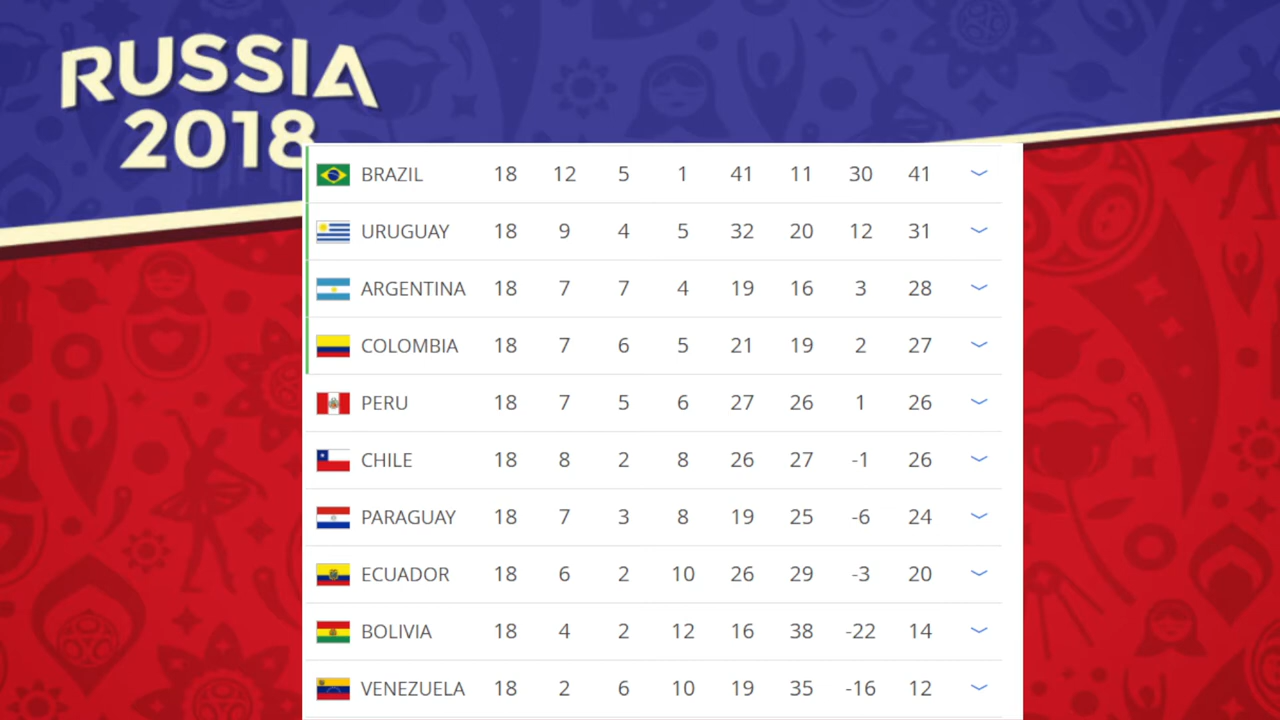 RUSSIA
2018
BRAZIL 18 12 5 1 41 11 30 41
URUGUAY 18 9 4 5 32 20 12 31
ARGENTINA 18 7 7 4 19 16 3 28
COLOMBIA 18 7 6 5 21 19 2 27
PERU 18 7 5 6 27 26 1 26
CHILE 18 8 2 8 26 27 -1 26
PARAGUAY 18 7 3 8 19 25 -6 24
ECUADOR 18 6 2 10 26 29 -3 20
BOLIVIA 18 4 2 12 16 38 -22 14
VENEZUELA 18 2 6 10 19 35 -16 12